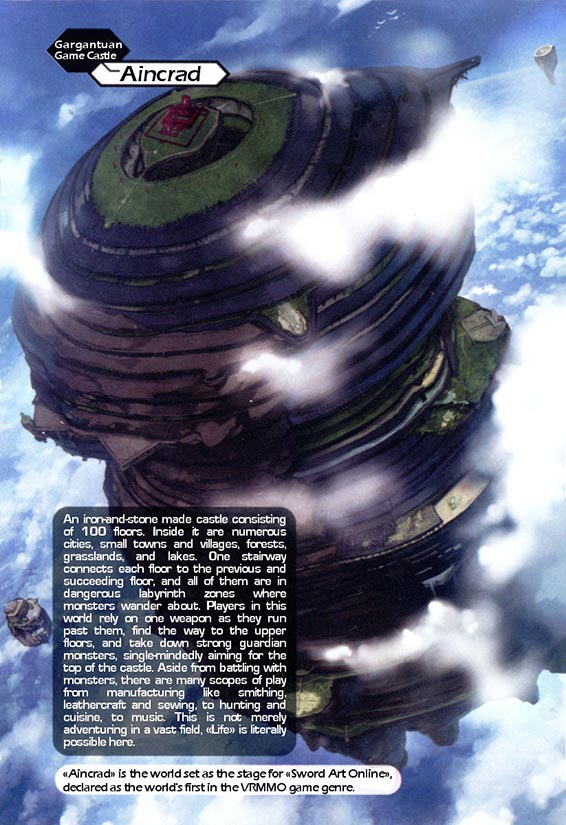 Gargantuan
Game Castle
Aincrad
An iron-and-stone made castle consisting
of 100 floors. Inside it are numerous
cities, small towns and villages, forests,
grasslands, and lakes. One stairway
connects each floor to the previous and
succeeding floor, and all of them are in
dangerous labyrinth zones where
monsters wander about. Players in this
world rely on one weapon as they run
past them, find the way to the upper
floors, and take down strong guardian
monsters, single-mindedly aiming for the
top of the castle. Aside from battling with
monsters, there are many scopes of play
from manufacturing like smithing,
leathercraft and sewing, to hunting and
cuisine, to music. This is not merely
adventuring in a vast field, «Life» is literally
possible here.
«Aincrad» is the world set as the stage for «Sword Art Online»,
declared as the world's first in the VRMMO game genre.